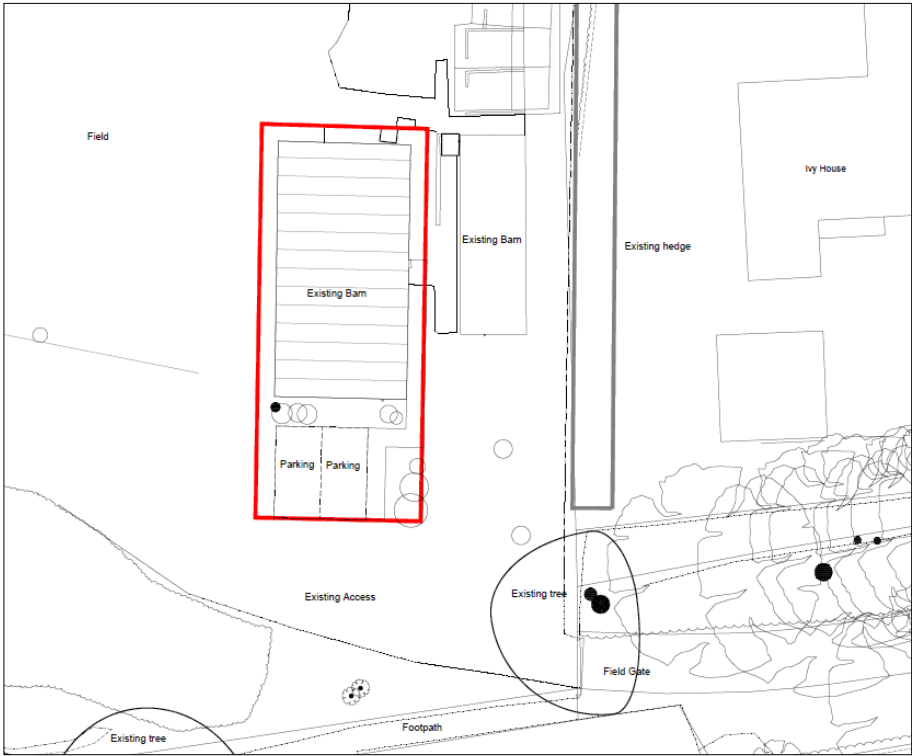 Field
Ivy House
Existing Barn
Existing hedge
Existing Barn
Parking
Parking
Existing tree
Existing Access
Field Gate
Footpath
Existing tree